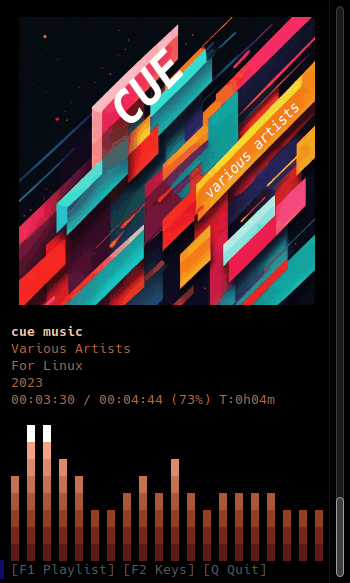 CUE
various artists
cue music
Various Artists
For Linux
2023
00:03:30 / 00:04:44 (73%) T:0h04m
[F1 Playlist] [F2 Keys] [Q Quit]